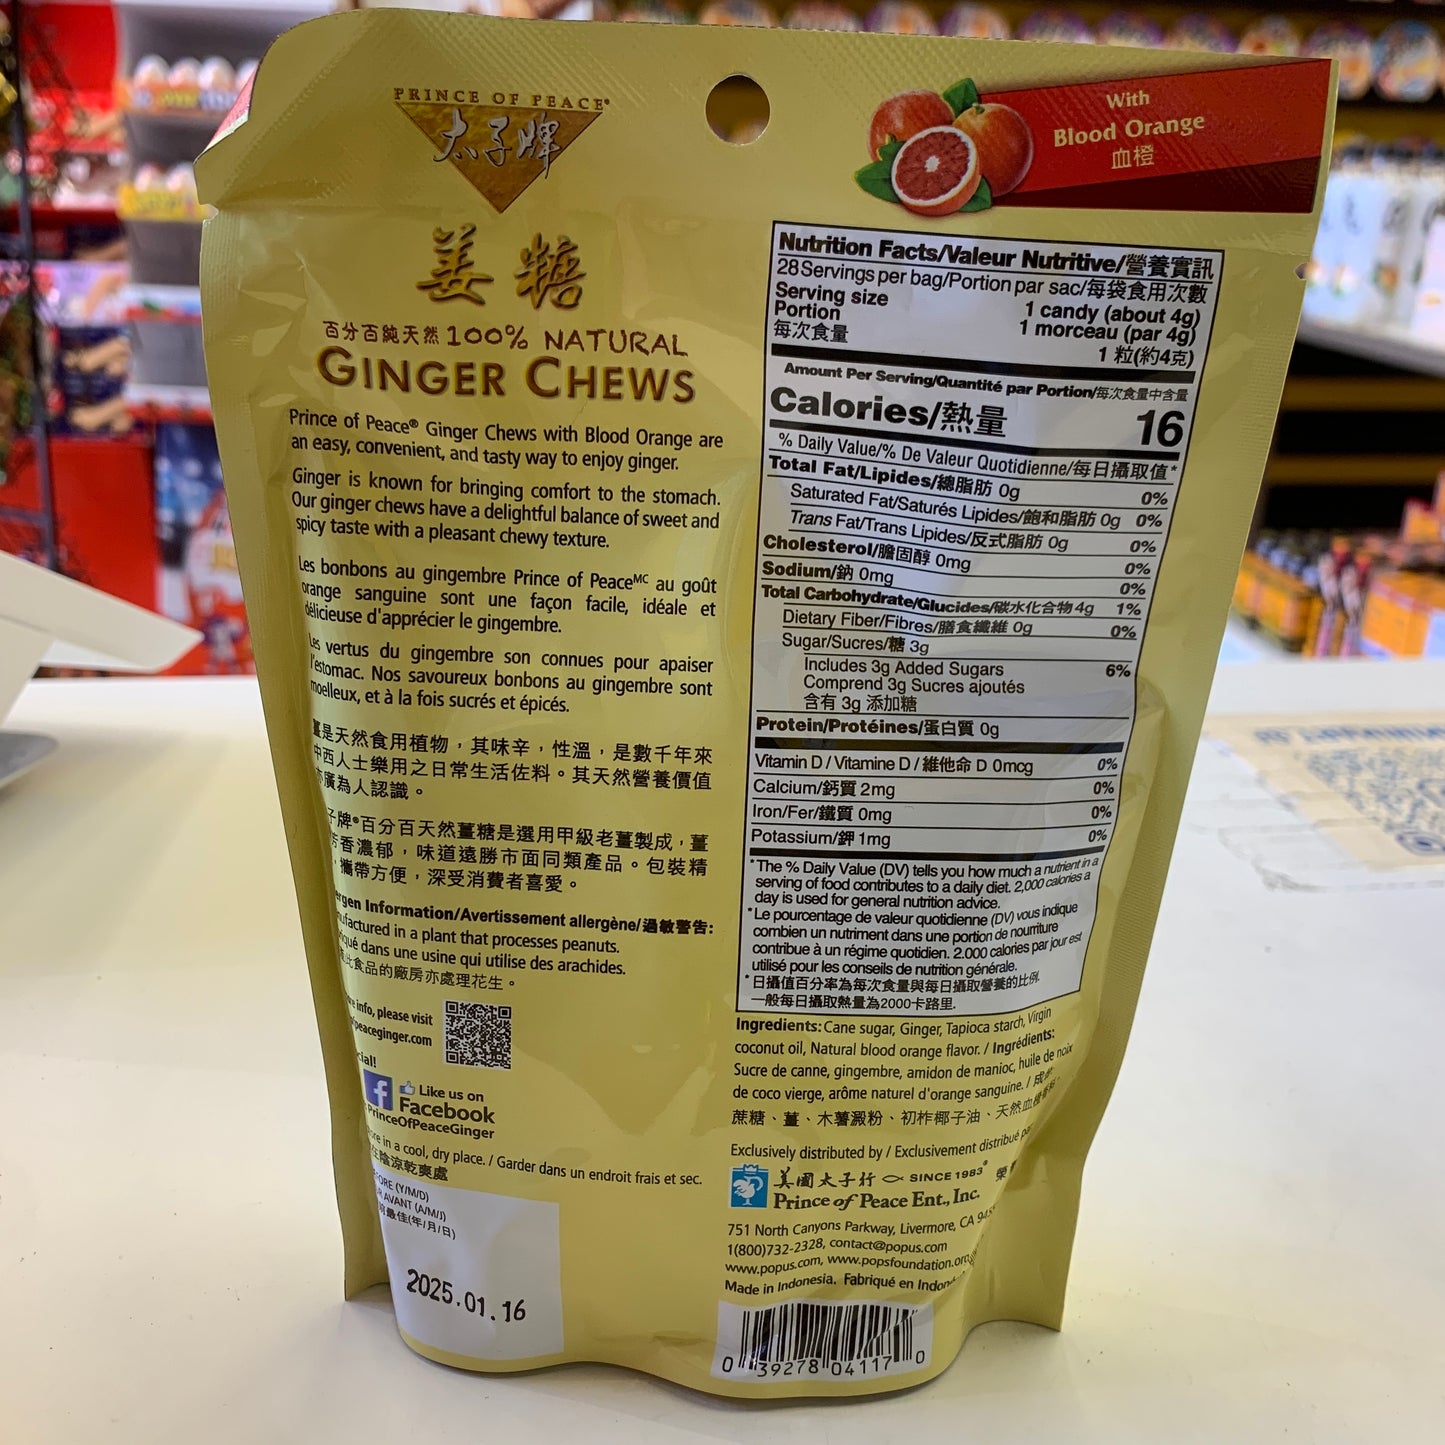 PRINCE OF PEACE®
太子牌
With
Blood Orange
血橙
姜糖
百分百純天然 100% NATURAL
GINGER CHEWS
Prince of Peace® Ginger Chews with Blood Orange are
an easy, convenient, and tasty way to enjoy ginger.
Ginger is known for bringing comfort to the stomach.
Our ginger chews have a delightful balance of sweet and
spicy taste with a pleasant chewy texture.
Les bonbons au gingembre Prince of Peace MC au goût
orange sanguine sont une façon facile, idéale et
délicieuse d'apprécier le gingembre.
Les vertus du gingembre son connues pour apaiser
l'estomac. Nos savoureux bonbons au gingembre sont
moelleux, et à la fois sucrés et épicés.
薑是天然食用植物，其味辛，性溫，是數千年來
中西人士樂用之日常生活佐料。其天然營養價值
亦廣為人認識。
子牌®百分百天然薑糖是選用甲級老薑製成，薑
香濃郁，味道遠勝市面同類產品。包裝精
，攜帶方便，深受消費者喜愛。
Information/Avertissement allergène/過敏警告:
in a plant that processes peanuts.
dans une usine qui utilise des arachides.
此食品的廠房亦處理花生。
info, please visit
peaceginger.com
Like us on
Facebook
PrinceOfPeaceGinger
in a cool, dry place. / Garder dans un endroit frais et sec.
陰涼乾爽處
(Y/M/D)
AVANT (A/M/J)
最佳(年/月/日)
2025.01.16
Nutrition Facts/Valeur Nutritive/營養實訊
28 Servings per bag/Portion par sac/每袋食用次數
Serving size 1 candy (about 4g)
Portion 1 morceau (par 4g)
每次食量 1 粒(約4克)
Amount Per Serving/Quantité par Portion/每次食量中含量
Calories/熱量 16
% Daily Value/% De Valeur Quotidienne/每日攝取值*
Total Fat/Lipides/總脂肪 0g 0%
Saturated Fat/Saturés Lipides/飽和脂肪 0g 0%
Trans Fat/Trans Lipides/反式脂肪 0g 0%
Cholesterol/膽固醇 0mg 0%
Sodium/鈉 0mg 0%
Total Carbohydrate/Glucides/碳水化合物 4g 1%
Dietary Fiber/Fibres/膳食纖維 0g 0%
Sugar/Sucres/糖 3g
Includes 3g Added Sugars 6%
Comprend 3g Sucres ajoutés
含有 3g 添加糖
Protein/Protéines/蛋白質 0g
Vitamin D / Vitamine D / 維他命 D 0mcg 0%
Calcium/鈣質 2mg 0%
Iron/Fer/鐵質 0mg 0%
Potassium/鉀 1mg 0%
*The % Daily Value (DV) tells you how much a nutrient in a
serving of food contributes to a daily diet. 2,000 calories a
day is used for general nutrition advice.
*Le pourcentage de valeur quotidienne (DV) vous indique
combien un nutriment dans une portion de nourriture
contribue à un régime quotidien. 2.000 calories par jour est
utilisé pour les conseils de nutrition générale.
*日攝值百分率為每次食量與每日攝取營養的比例.
一般每日攝取熱量為2000卡路里.
Ingredients: Cane sugar, Ginger, Tapioca starch, Virgin
coconut oil, Natural blood orange flavor. / Ingrédients:
Sucre de canne, gingembre, amidon de manioc, huile de noix
de coco vierge, arôme naturel d'orange sanguine. /
蔗糖、薑、木薯澱粉、初柞椰子油、天然血橙
Exclusively distributed by / Exclusivement distribué par
美國太子行 SINCE 1983®
Prince of Peace Ent., Inc.
751 North Canyons Parkway, Livermore, CA
1(800)732-2328, contact@popus.com
www.popus.com, www.popsfoundation.org
Made in Indonesia. Fabriqué en
0 39278 04117 0